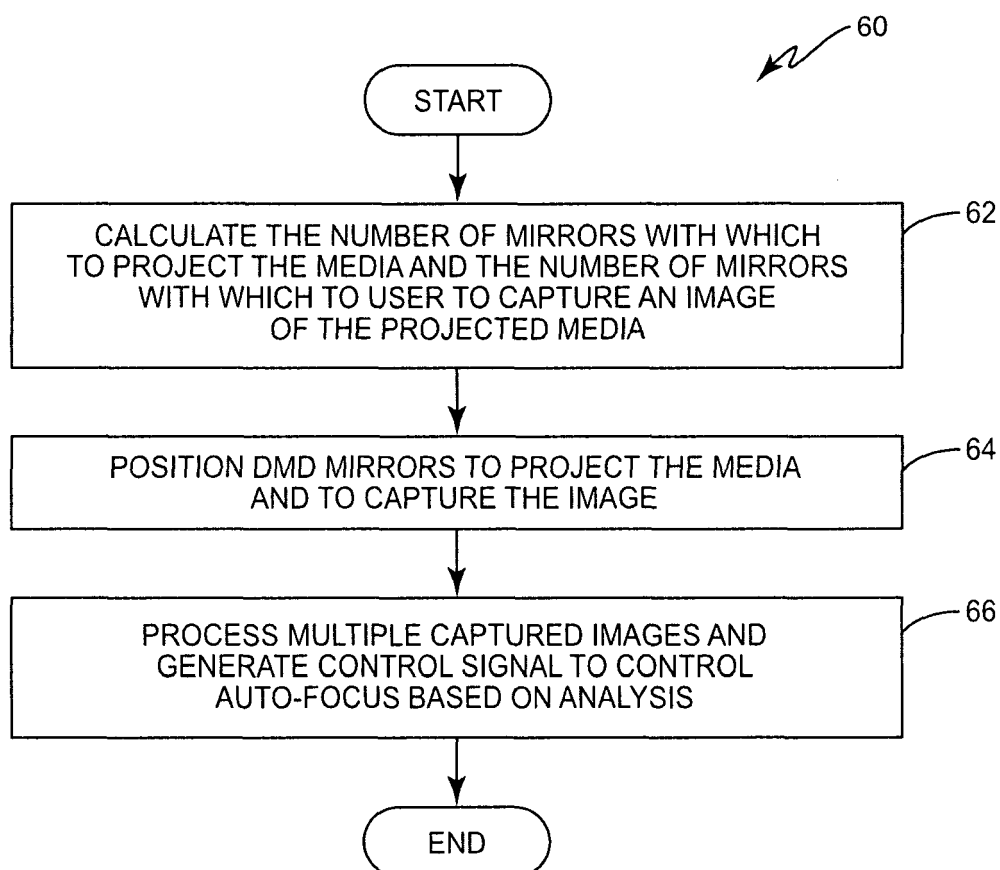 60
START
62
CALCULATE THE NUMBER OF MIRRORS WITH WHICH
TO PROJECT THE MEDIA AND THE NUMBER OF MIRRORS
WITH WHICH TO USER TO CAPTURE AN IMAGE
OF THE PROJECTED MEDIA
64
POSITION DMD MIRRORS TO PROJECT THE MEDIA
AND TO CAPTURE THE IMAGE
66
PROCESS MULTIPLE CAPTURED IMAGES AND
GENERATE CONTROL SIGNAL TO CONTROL
AUTO-FOCUS BASED ON ANALYSIS
END